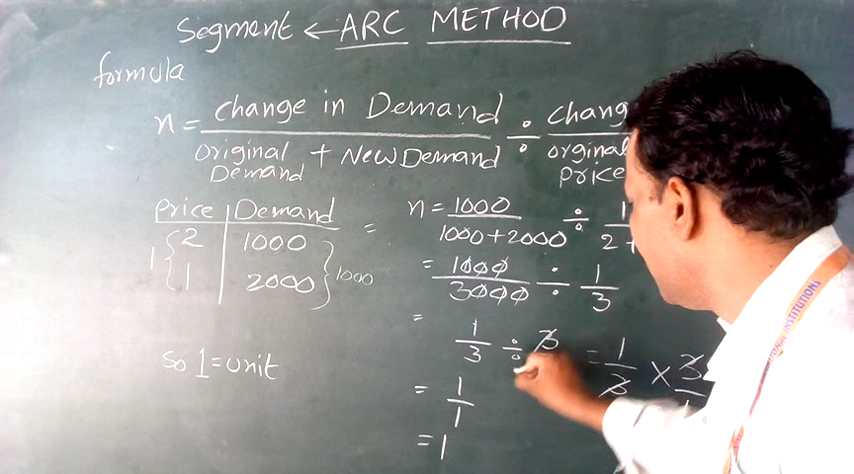 Segment ← ARC METHOD
formula
n = change in Demand ÷ chang
Original Demand + New Demand orginal price
Price | Demand
2 1000
1 2000
1 { } 1000
= n = 1000 / 1000+2000 ÷ 1 / 2+
= 1000 / 3000 ÷ 1 / 3
= 1 / 3 ÷ 3 = 1 / 3 × 3 / 1
= 1 / 1
= 1
So 1 = unit
INSTITUTIONS